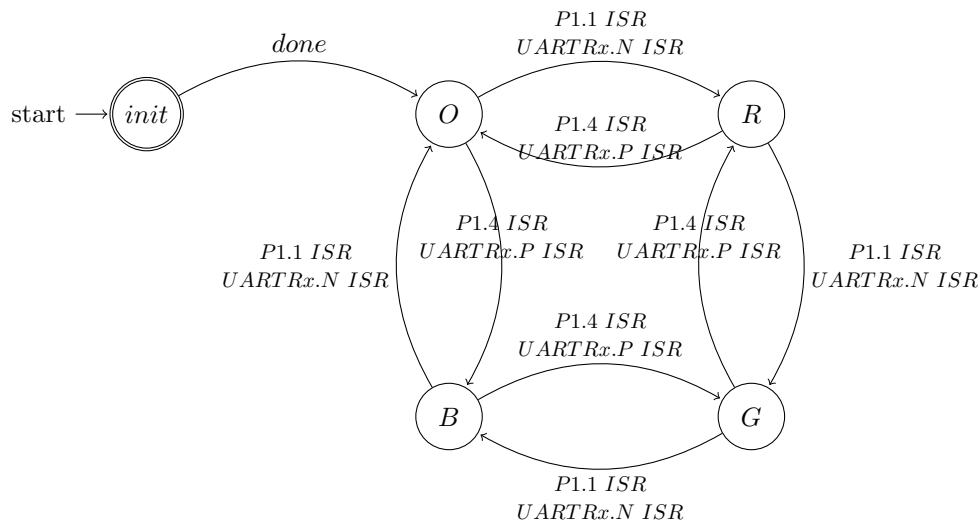 P1.1 ISR
UARTRx.N ISR
done
start
init
O
R
P1.4 ISR
UARTRx.P ISR
P1.1 ISR
UARTRx.N ISR
P1.4 ISR
UARTRx.P ISR
P1.4 ISR
UARTRx.P ISR
P1.1 ISR
UARTRx.N ISR
P1.4 ISR
UARTRx.P ISR
B
G
P1.1 ISR
UARTRx.N ISR